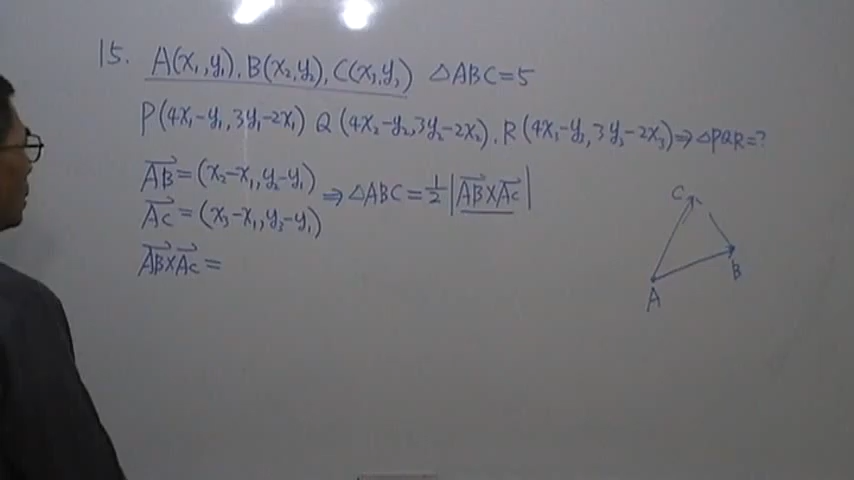 15. A(x₁,y₁), B(x₂,y₂), C(x₃,y₃) △ABC=5
P(4x₁-y₁, 3y₁-2x₁) Q(4x₂-y₂, 3y₂-2x₂), R(4x₃-y₃, 3y₃-2x₃) ⇒ △PQR=?
AB⃗ = (x₂-x₁, y₂-y₁)
⇒ △ABC = ½|AB⃗×AC⃗|
AC⃗ = (x₃-x₁, y₃-y₁)
AB⃗×AC⃗ =
C
B
A